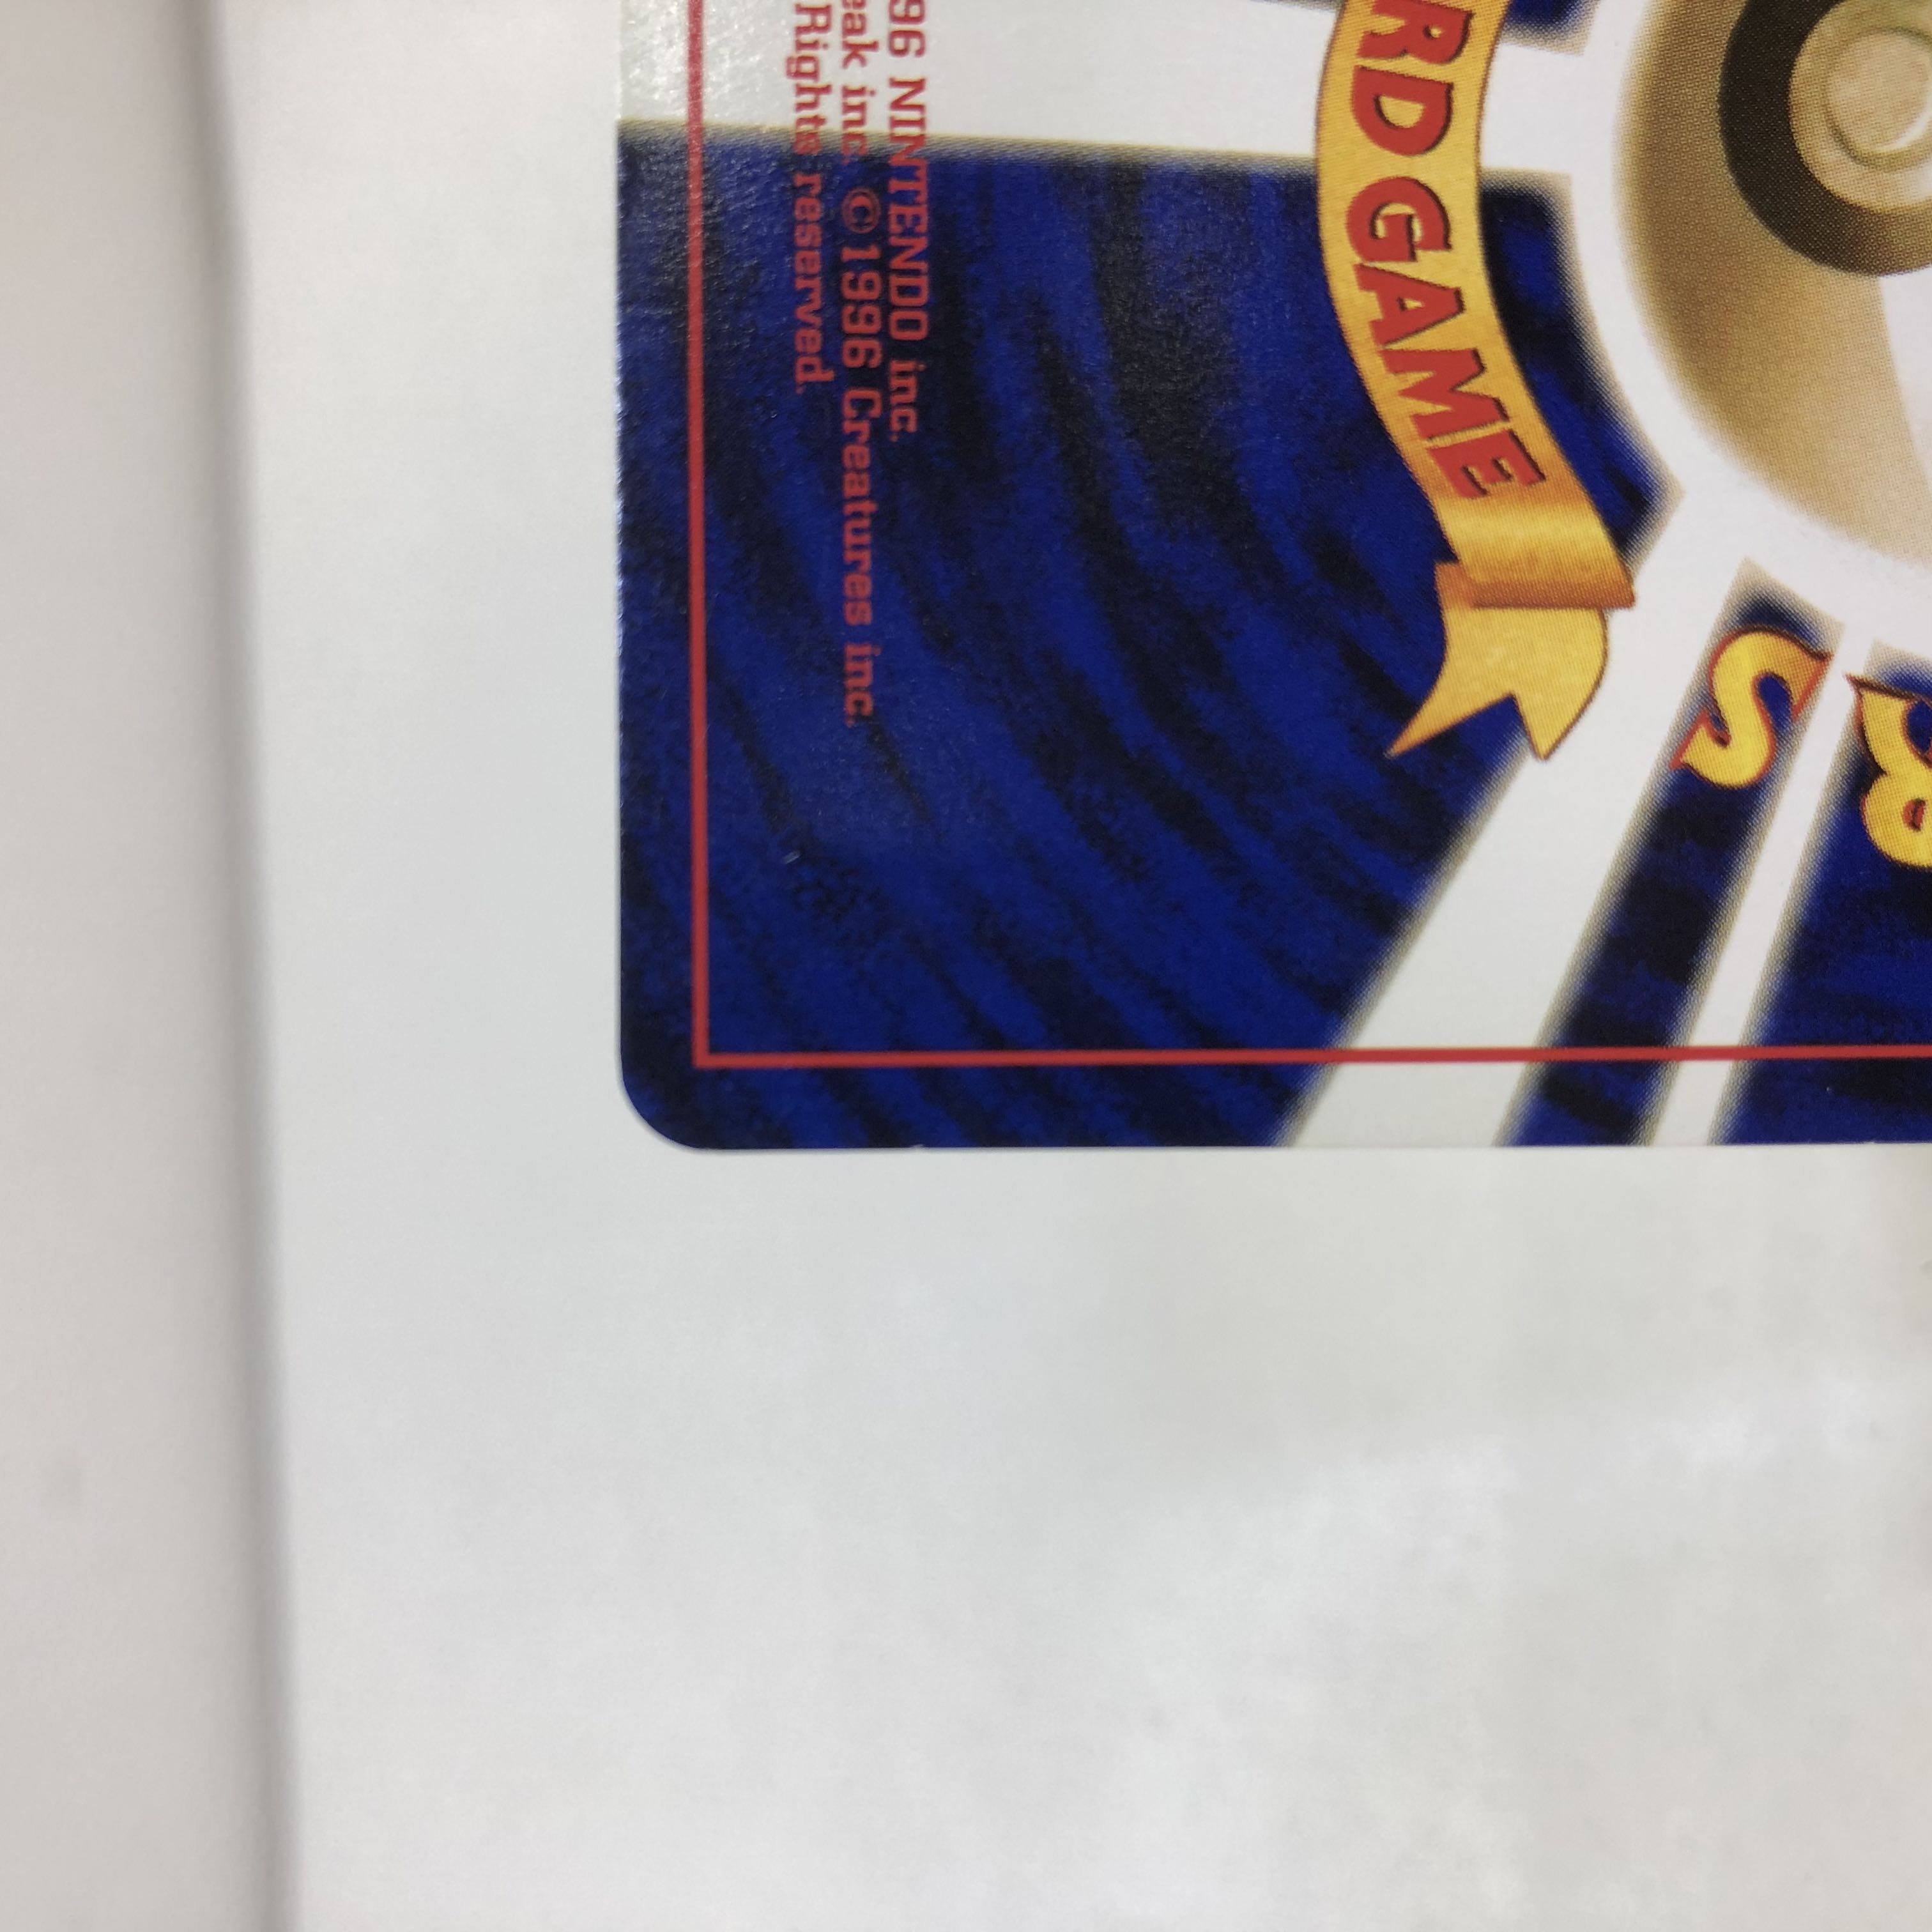 RD GAME
96 NINTENDO inc.
eak inc. ©1996 Creatures inc.
Rights reserved.
S